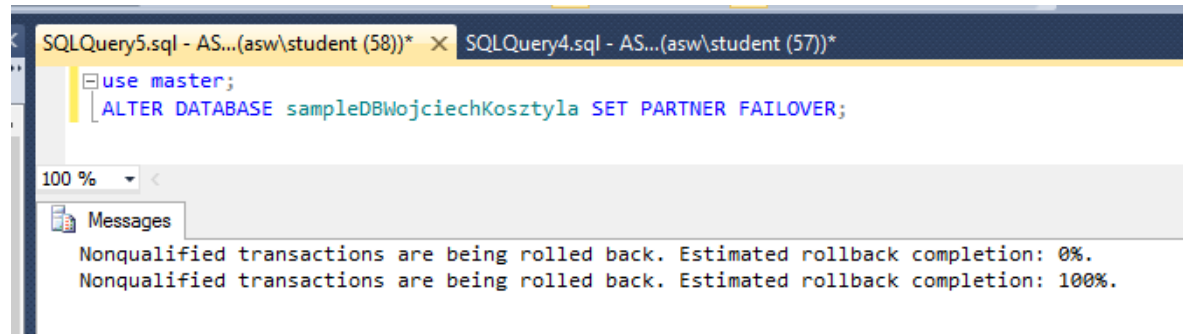 SQLQuery5.sql - AS...(asw\student (58))* SQLQuery4.sql - AS...(asw\student (57))*
use master;
ALTER DATABASE sampleDBWojciechKosztyla SET PARTNER FAILOVER;
100 %
Messages
Nonqualified transactions are being rolled back. Estimated rollback completion: 0%.
Nonqualified transactions are being rolled back. Estimated rollback completion: 100%.